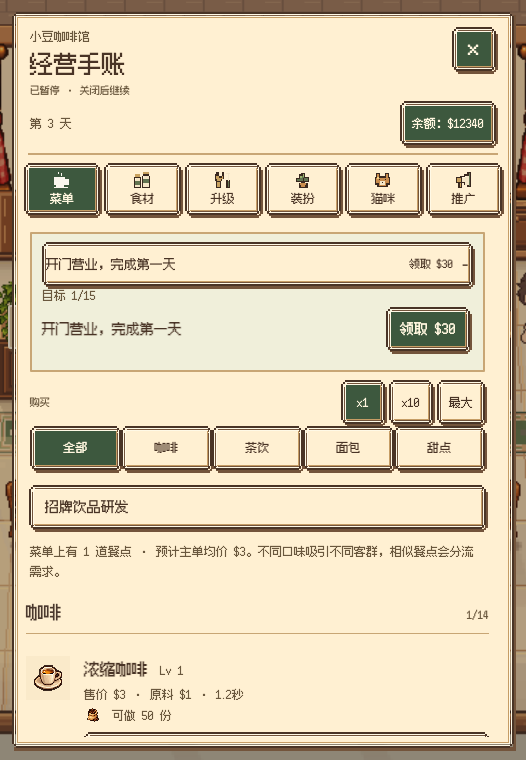 小豆咖啡馆
经营手账
已暂停 · 关闭后继续
第 3 天
余额: $12340
菜单
食材
升级
装扮
猫咪
推广
开门营业，完成第一天
领取 $30 −
目标 1/15
开门营业，完成第一天
领取 $30
购买
x1
x10
最大
全部
咖啡
茶饮
面包
甜点
招牌饮品研发
菜单上有 1 道餐点 · 预计主单均价 $3。不同口味吸引不同客群，相似餐点会分流
需求。
咖啡
1/14
浓缩咖啡 Lv 1
售价 $3 · 原料 $1 · 1.2秒
可做 50 份